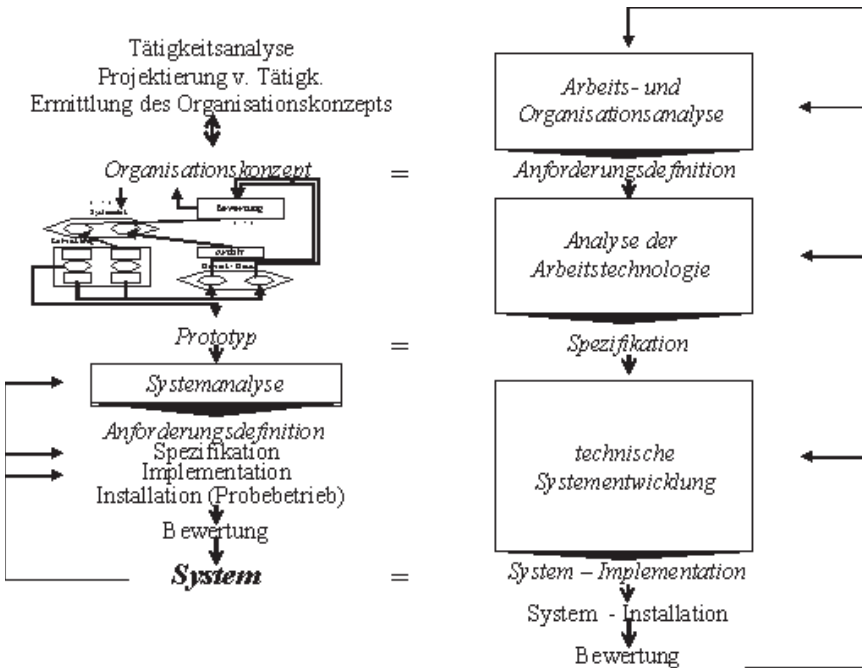 Tätigkeitsanalyse
Projektierung v. Tätigk.
Ermittlung des Organisationskonzepts
Organisationskonzept
=
Bewertung
Prototyp
=
Systemanalyse
Anforderungsdefinition
Spezifikation
Implementation
Installation (Probebetrieb)
Bewertung
System
=
Arbeits- und
Organisationsanalyse
Anforderungsdefinition
Analyse der
Arbeitstechnologie
Spezifikation
technische
Systementwicklung
System – Implementation
System - Installation
Bewertung